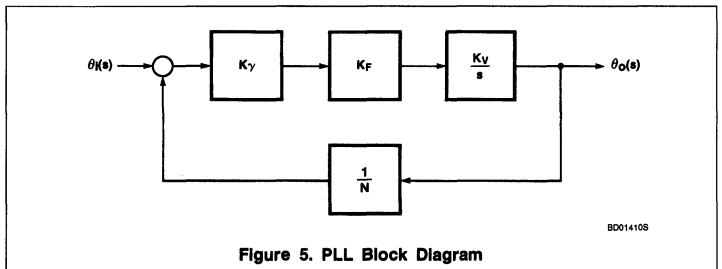 θI(s)
Kγ
KF
KV
s
θO(s)
1
N
BD01410S
Figure 5. PLL Block Diagram